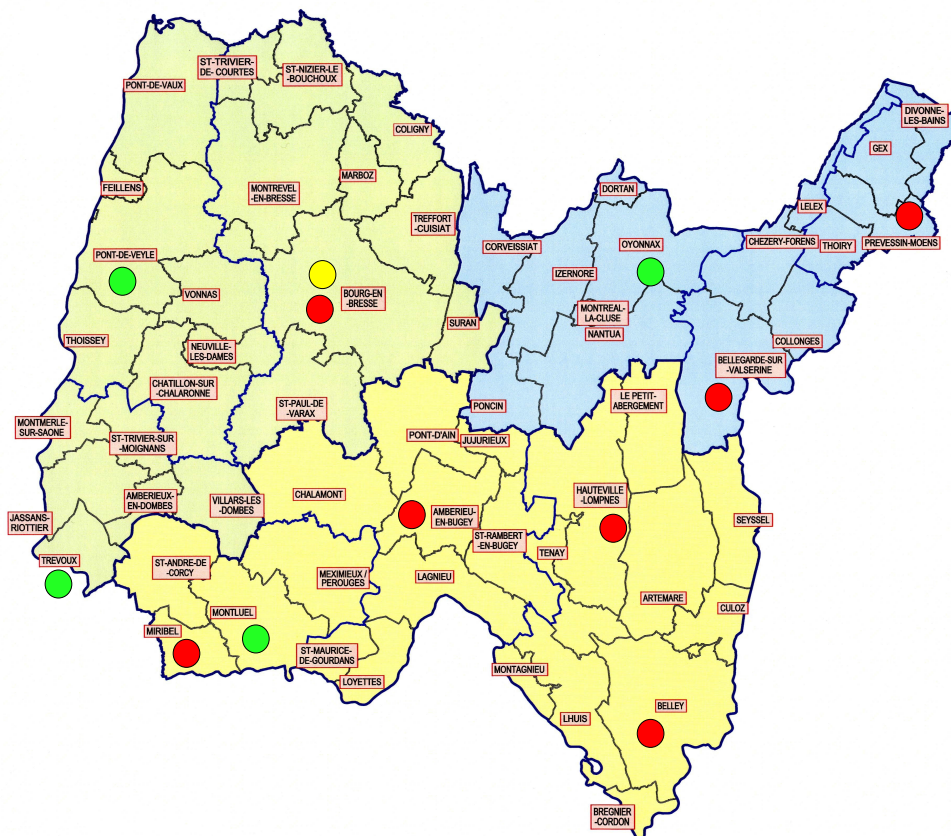 ST-TRIVIER-
DE- COURTES
ST-NIZIER-LE
-BOUCHOUX
PONT-DE-VAUX
DIVONNE-
LES-BAINS
COLIGNY
GEX
MARBOZ
FEILLENS
MONTREVEL
-EN-BRESSE
DORTAN
LELEX
TREFFORT
-CUISIAT
CORVEISSIAT
OYONNAX
CHEZERY-FORENS
THOIRY
PREVESSIN-MOENS
PONT-DE-VEYLE
IZERNORE
VONNAS
BOURG-EN
-BRESSE
MONTREAL-
LA-CLUSE
SURAN
NANTUA
THOISSEY
NEUVILLE-
LES-DAMES
COLLONGES
BELLEGARDE-SUR
-VALSERINE
CHATILLON-SUR
-CHALARONNE
LE PETIT-
ABERGEMENT
ST-PAUL-DE
-VARAX
PONCIN
MONTMERLE-
SUR-SAONE
ST-TRIVIER-SUR
-MOIGNANS
PONT-D'AIN
JUJURIEUX
CHALAMONT
AMBERIEUX-
EN-DOMBES
VILLARS-LES
-DOMBES
HAUTEVILLE
-LOMPNES
JASSANS-
RIOTTIER
AMBERIEU-
EN-BUGEY
SEYSSEL
ST-RAMBERT
-EN-BUGEY
TENAY
TREVOUX
ST-ANDRE-DE
-CORCY
MEXIMIEUX /
PEROUGES
LAGNIEU
ARTEMARE
CULOZ
MONTLUEL
MIRIBEL
ST-MAURICE-
DE-GOURDANS
LOYETTES
MONTAGNIEU
BELLEY
LHUIS
BREGNIER
-CORDON